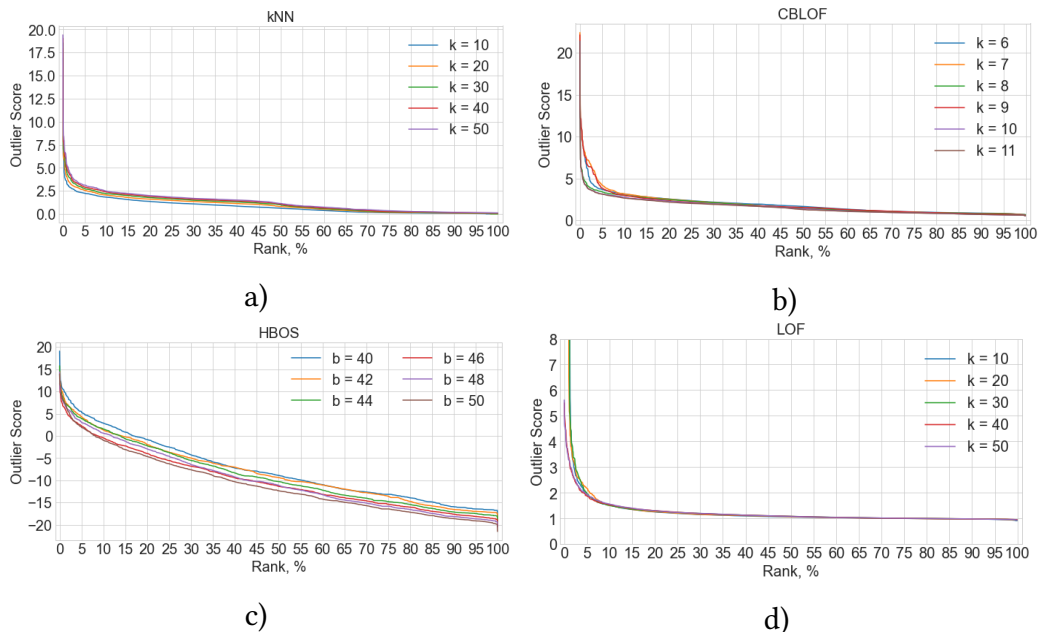 kNN
20.0
17.5
15.0
12.5
10.0
7.5
5.0
2.5
0.0
Outlier Score
k = 10
k = 20
k = 30
k = 40
k = 50
0 5 10 15 20 25 30 35 40 45 50 55 60 65 70 75 80 85 90 95 100
Rank, %
a)
CBLOF
20
15
10
5
0
Outlier Score
k = 6
k = 7
k = 8
k = 9
k = 10
k = 11
0 5 10 15 20 25 30 35 40 45 50 55 60 65 70 75 80 85 90 95 100
Rank, %
b)
HBOS
20
15
10
5
0
−5
−10
−15
−20
Outlier Score
b = 40 b = 46
b = 42 b = 48
b = 44 b = 50
0 5 10 15 20 25 30 35 40 45 50 55 60 65 70 75 80 85 90 95 100
Rank, %
c)
LOF
8
7
6
5
4
3
2
1
0
Outlier Score
k = 10
k = 20
k = 30
k = 40
k = 50
0 5 10 15 20 25 30 35 40 45 50 55 60 65 70 75 80 85 90 95 100
Rank, %
d)